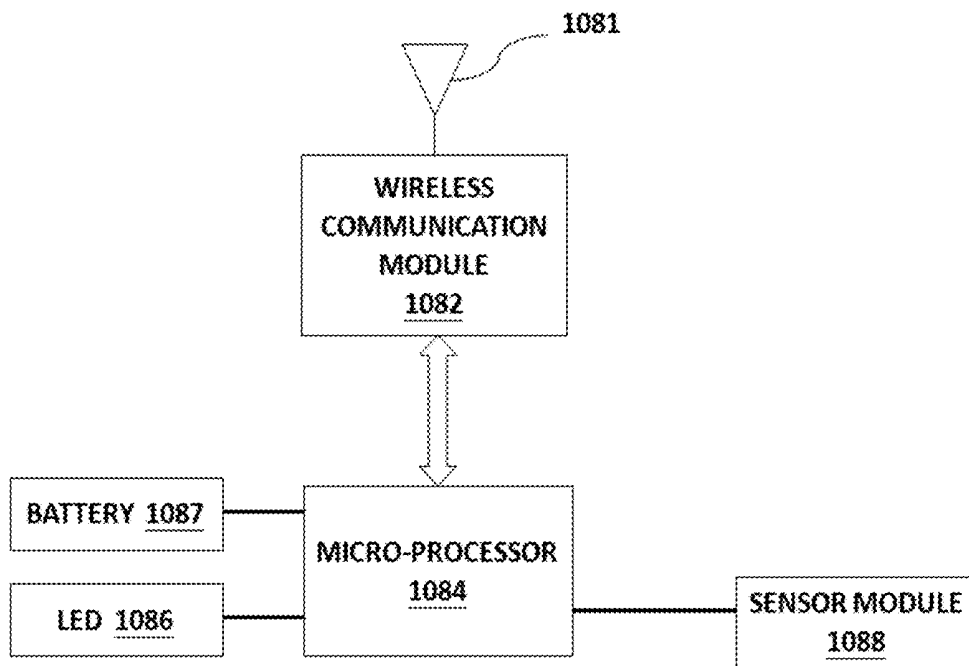 1081
WIRELESS
COMMUNICATION
MODULE
1082
BATTERY 1087
MICRO-PROCESSOR
1084
LED 1086
SENSOR MODULE
1088